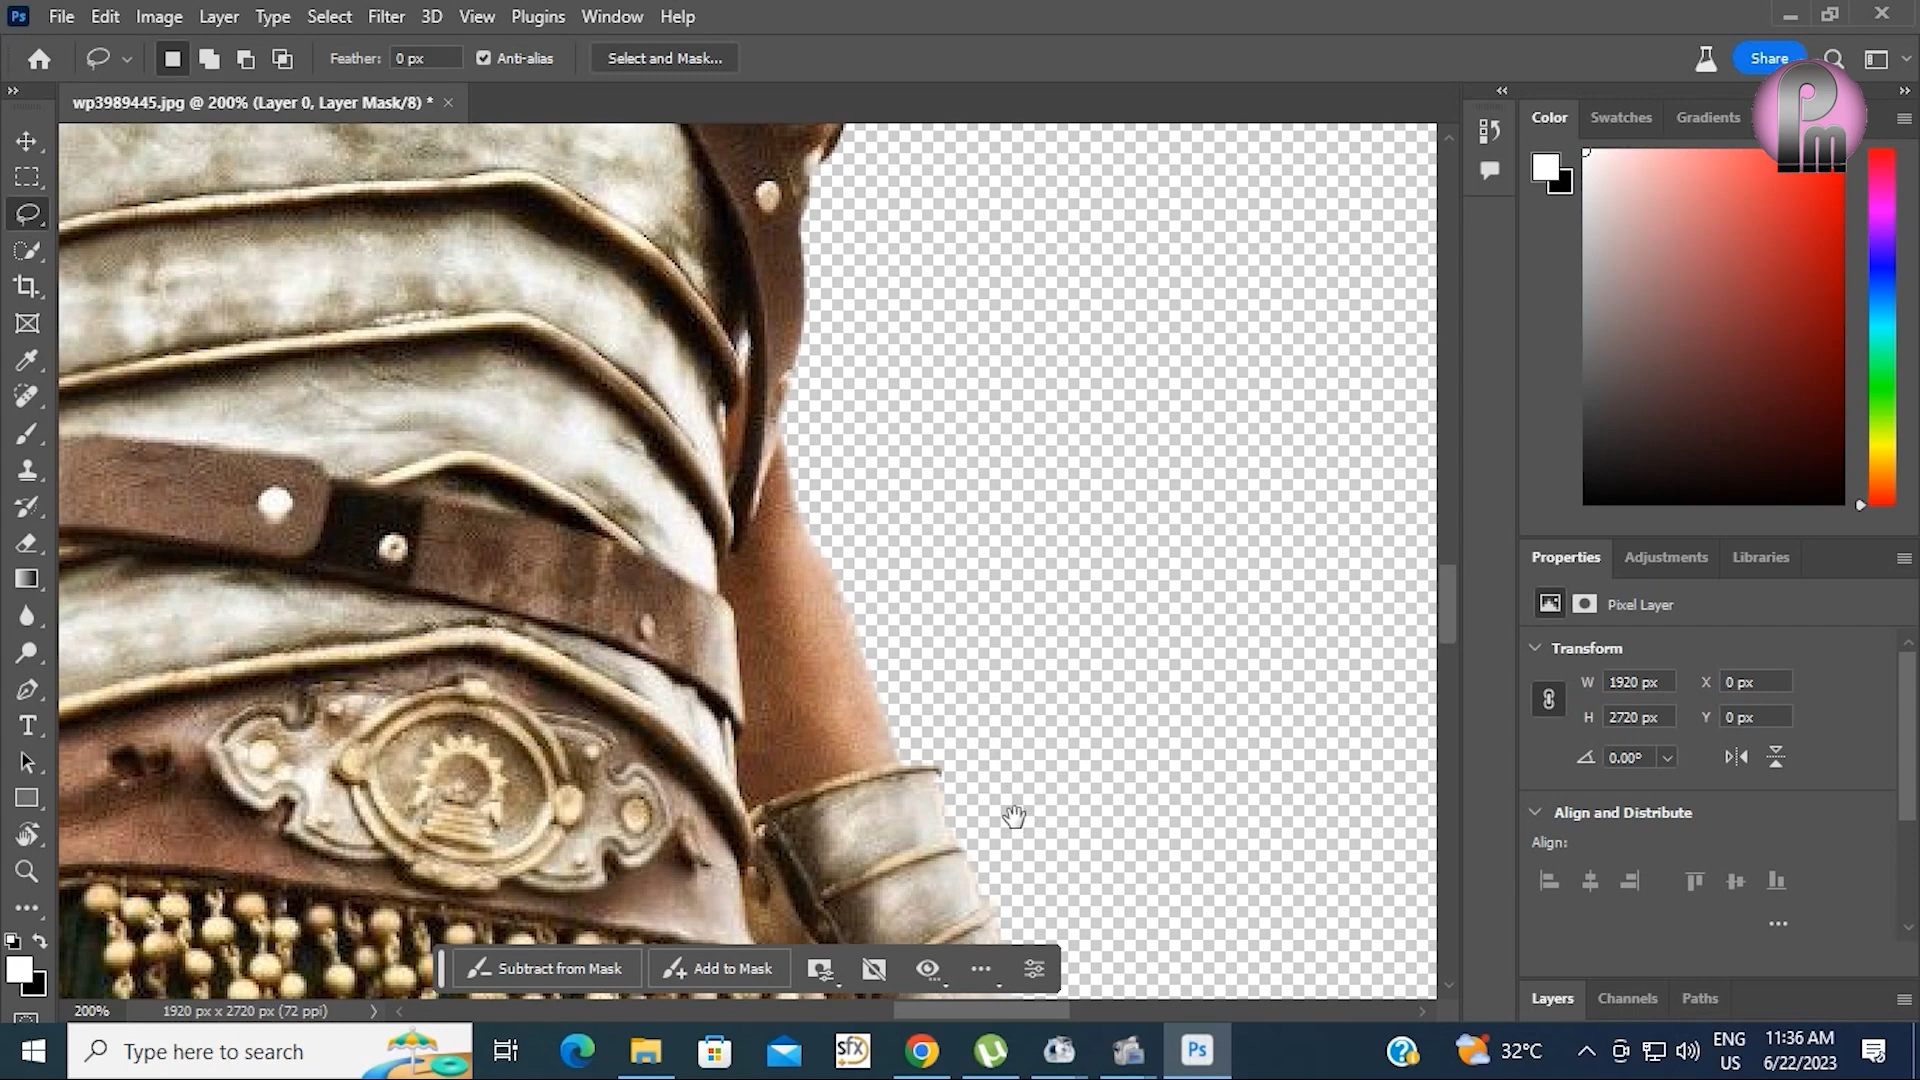 Ps File Edit Image Layer Type Select Filter 3D View Plugins Window Help
Feather: 0 px Anti-alias Select and Mask... Share
wp3989445.jpg @ 200% (Layer 0, Layer Mask/8) *
Color Swatches Gradients
Pm
Properties Adjustments Libraries
Pixel Layer
Transform
W 1920 px X 0 px
H 2720 px Y 0 px
0.00°
Align and Distribute
Align:
Subtract from Mask Add to Mask
Layers Channels Paths
200% 1920 px x 2720 px (72 ppi)
Type here to search
sfx
Ps
32°C
ENG
US
11:36 AM
6/22/2023